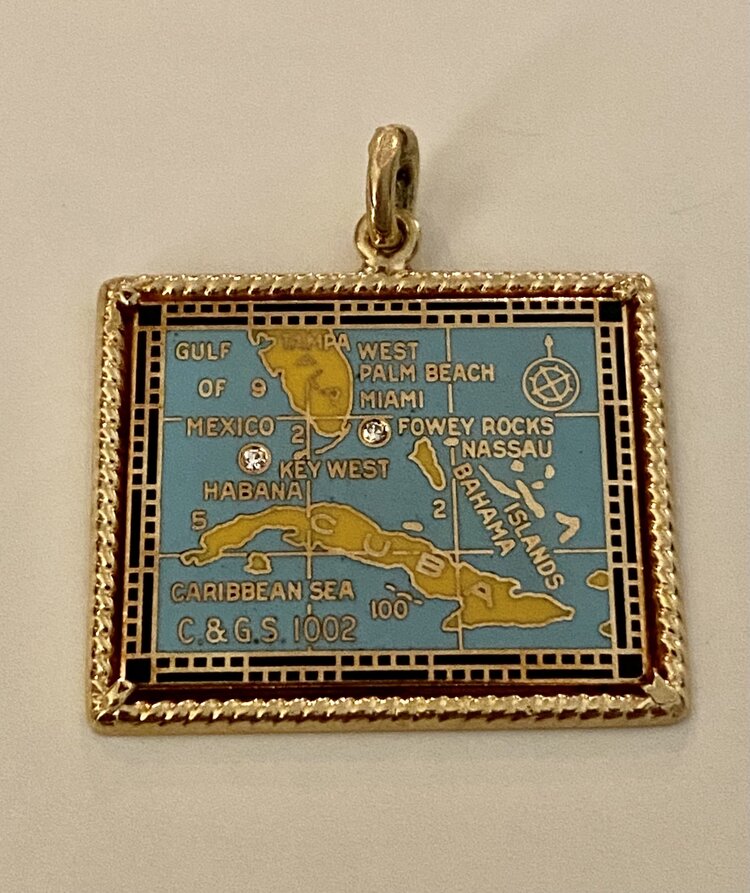 TAMPA
GULF
OF 9
MEXICO
WEST
PALM BEACH
MIAMI
2
FOWEY ROCKS
NASSAU
KEY WEST
HABANA
BAHAMA
ISLANDS
5
2
CUBA
CARIBBEAN SEA
100
C.&G.S. 1002